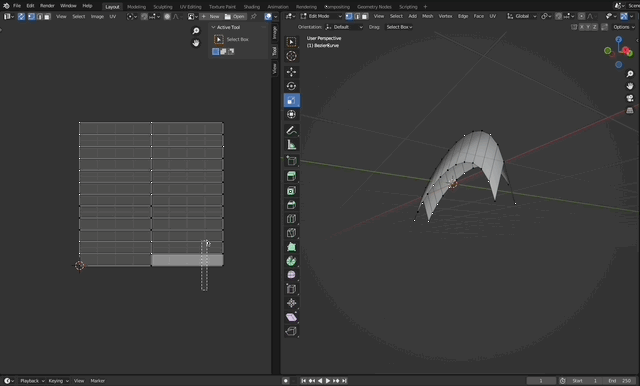 File Edit Render Window Help Layout Modeling Sculpting UV Editing Texture Paint Shading Animation Rendering Compositing Geometry Nodes Scripting
View Select Image UV New Open Edit Mode View Select Add Mesh Vertex Edge Face UV Global
Active Tool Orientation: Default Drag: Select Box
Select Box
User Perspective
(1) BezierCurve
Image
Tool
View
Playback Keying View Marker 1 Start 1 End 250